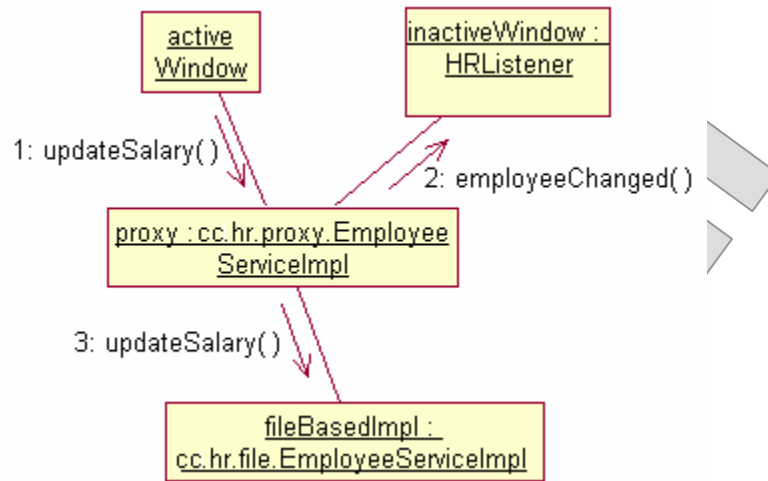 active
Window
inactiveWindow :
HRListener
1: updateSalary( )
2: employeeChanged( )
proxy : cc.hr.proxy.Employee
ServiceImpl
3: updateSalary( )
fileBasedImpl :
cc.hr.file.EmployeeServiceImpl